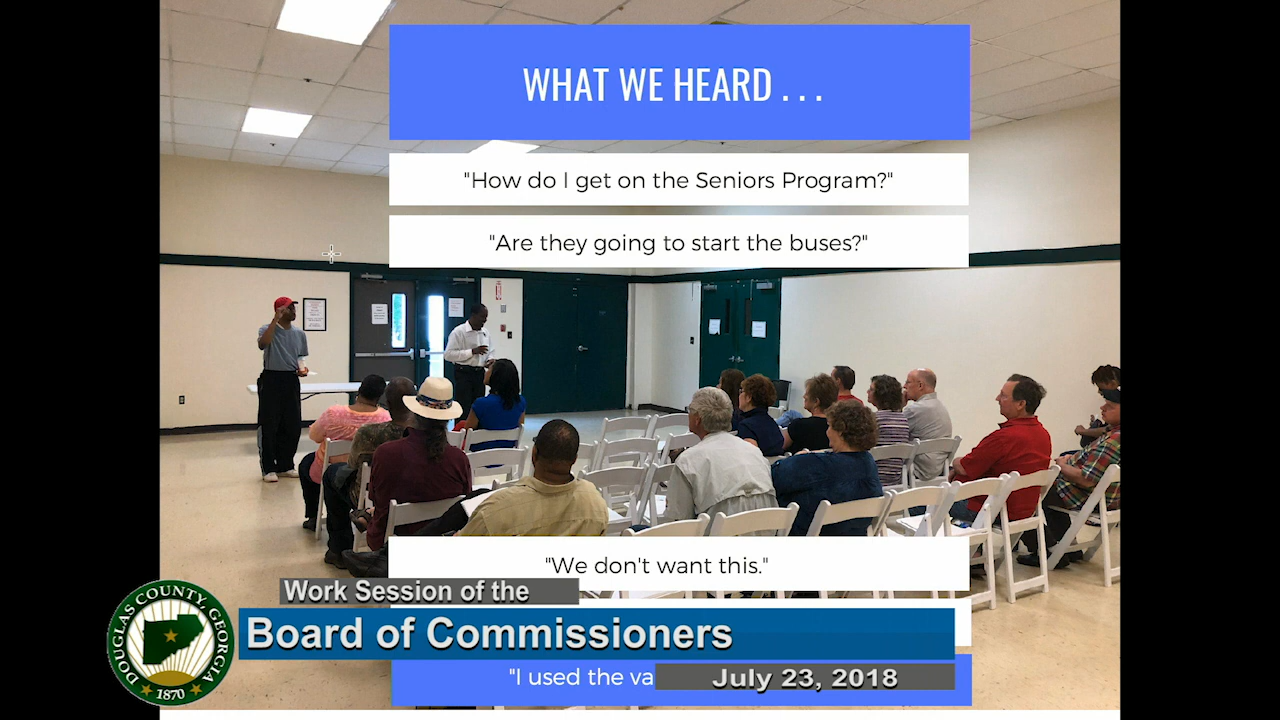 WHAT WE HEARD . . .
"How do I get on the Seniors Program?"
"Are they going to start the buses?"
"We don't want this."
Work Session of the
Board of Commissioners
"I used the
July 23, 2018
DOUGLAS COUNTY, GEORGIA
1870